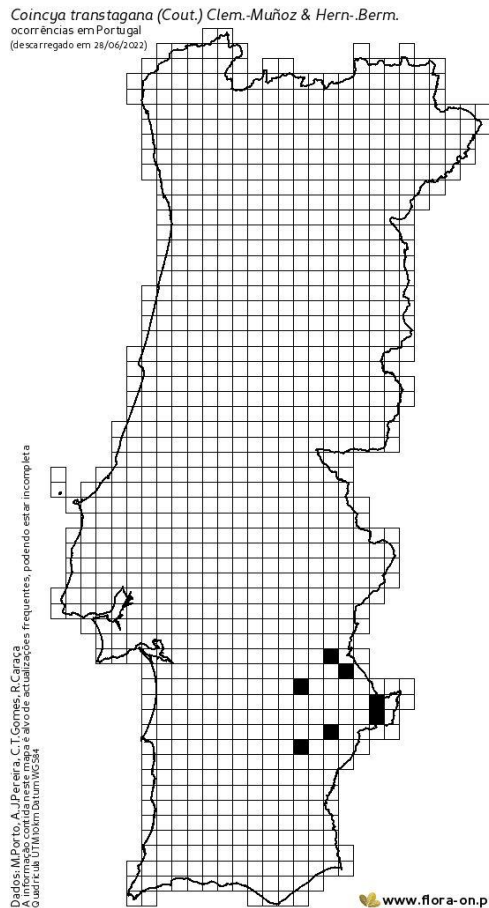 Coincya transtagana (Cout.) Clem.-Muñoz & Hern-.Berm.
ocorrências em Portugal
(descarregado em 28/06/2022)
Dados: M.Porto, A.J.Pereira, C.T.Gomes, R.Caraça
A informação contida neste mapa é alvo de actualizações frequentes, podendo estar incompleta
Quadrícula UTM 10km Datum WGS84
www.flora-on.p